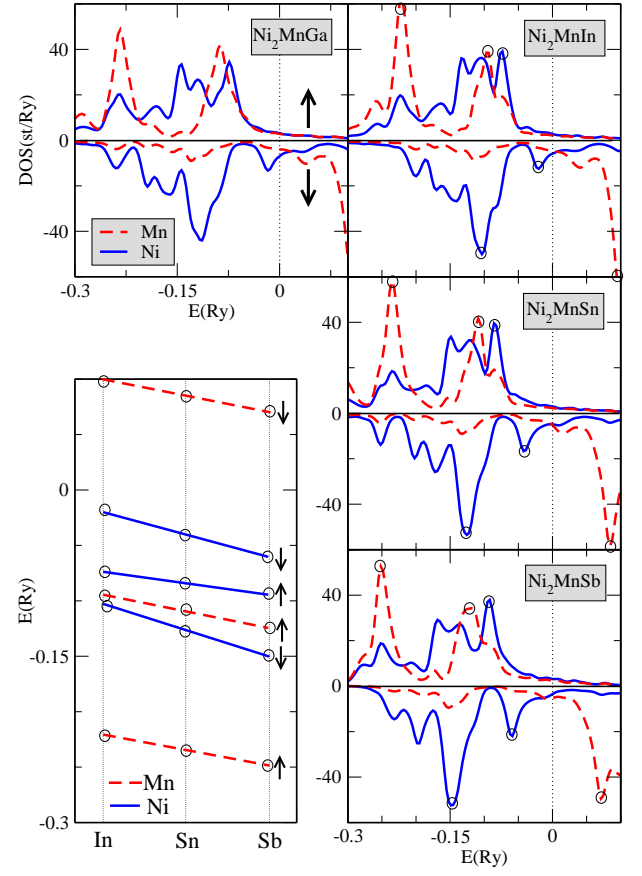 Ni2MnGa
DOS(st/Ry)
40
0
-40
Mn
Ni
-0.3
-0.15
0
E(Ry)
Ni2MnIn
Ni2MnSn
40
0
-40
Ni2MnSb
40
0
-40
-0.3
-0.15
0
E(Ry)
E(Ry)
0
-0.15
-0.3
Mn
Ni
In
Sn
Sb